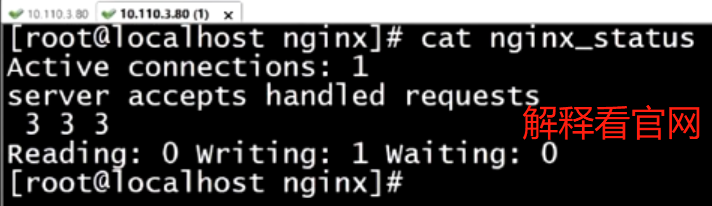 10.110.3.80 10.110.3.80 (1) x
[root@localhost nginx]# cat nginx_status
Active connections: 1
server accepts handled requests
3 3 3
解释看官网
Reading: 0 Writing: 1 Waiting: 0
[root@localhost nginx]#